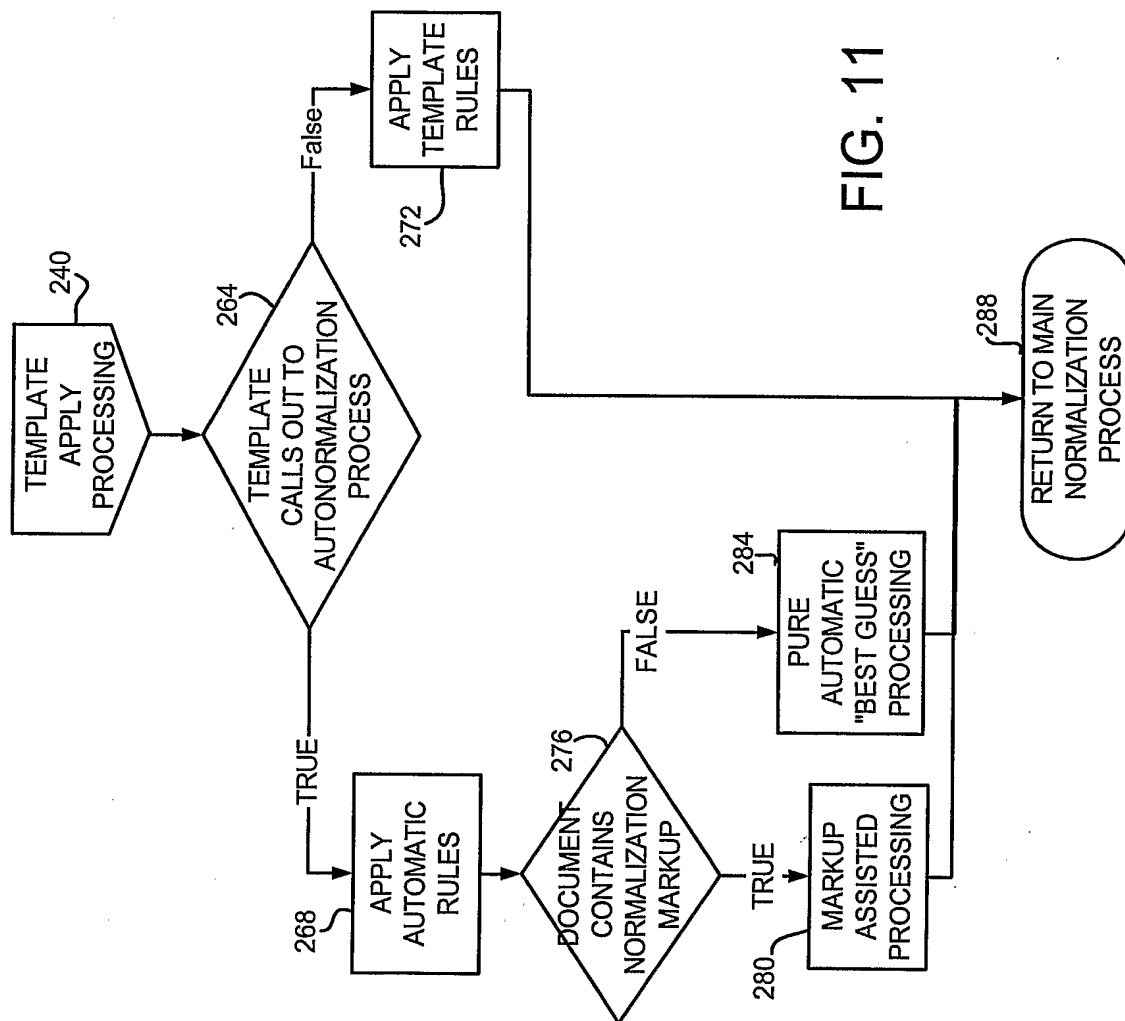 TEMPLATE
APPLY
PROCESSING
240
TEMPLATE
CALLS OUT TO
AUTONORMALIZATION
PROCESS
264
TRUE
False
APPLY
AUTOMATIC
RULES
268
APPLY
TEMPLATE
RULES
272
DOCUMENT
CONTAINS
NORMALIZATION
MARKUP
276
TRUE
FALSE
MARKUP
ASSISTED
PROCESSING
280
PURE
AUTOMATIC
"BEST GUESS"
PROCESSING
284
RETURN TO MAIN
NORMALIZATION
PROCESS
288
FIG. 11